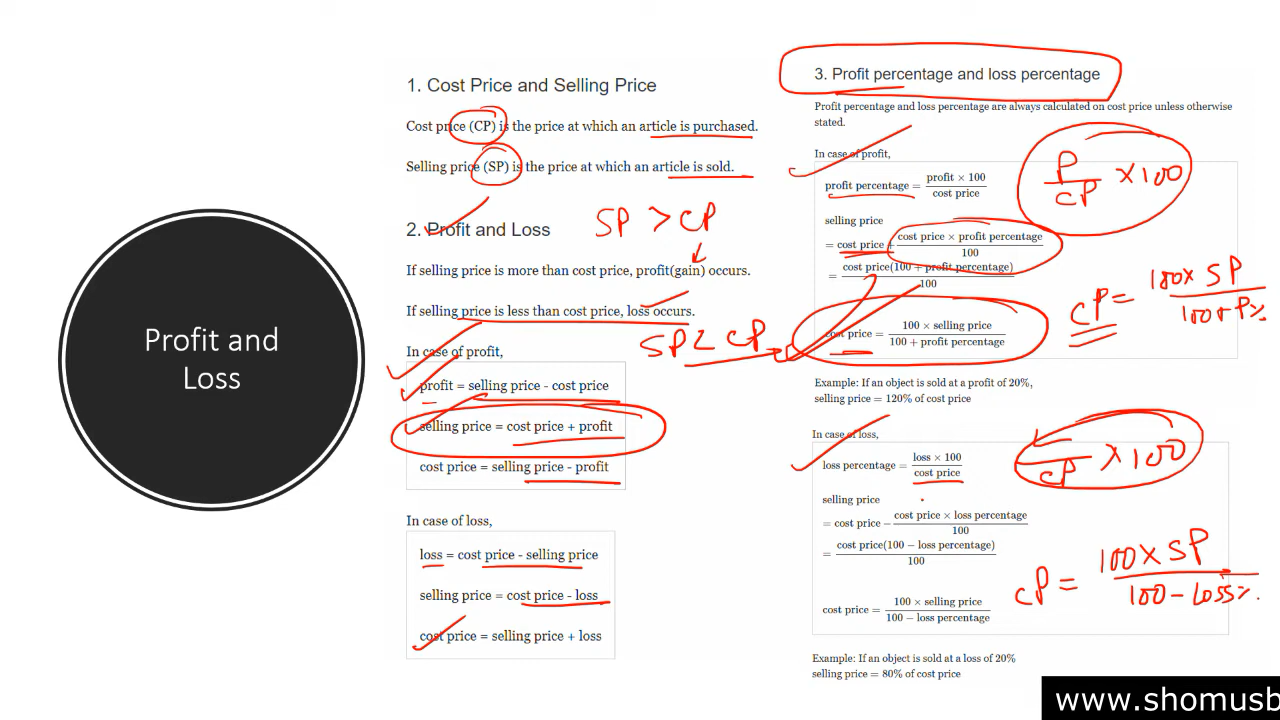 Profit and
Loss
1. Cost Price and Selling Price
Cost price (CP) is the price at which an article is purchased.
Selling price (SP) is the price at which an article is sold.
2. Profit and Loss
SP > CP
If selling price is more than cost price, profit(gain) occurs.
If selling price is less than cost price, loss occurs.
SP < CP
In case of profit,
profit = selling price - cost price
selling price = cost price + profit
cost price = selling price - profit
In case of loss,
loss = cost price - selling price
selling price = cost price - loss
cost price = selling price + loss
3. Profit percentage and loss percentage
Profit percentage and loss percentage are always calculated on cost price unless otherwise
stated.
In case of profit,
profit percentage = profit × 100 / cost price
P / CP × 100
selling price
= cost price + cost price × profit percentage / 100
= cost price(100 + profit percentage) / 100
cost price = 100 × selling price / 100 + profit percentage
CP = 100 × SP / 100 + P%
Example: If an object is sold at a profit of 20%,
selling price = 120% of cost price
In case of loss,
loss percentage = loss × 100 / cost price
/ CP × 100
selling price
= cost price − cost price × loss percentage / 100
= cost price(100 − loss percentage) / 100
cost price = 100 × selling price / 100 − loss percentage
CP = 100 × SP / 100 - Loss%.
Example: If an object is sold at a loss of 20%
selling price = 80% of cost price
www.shomusb